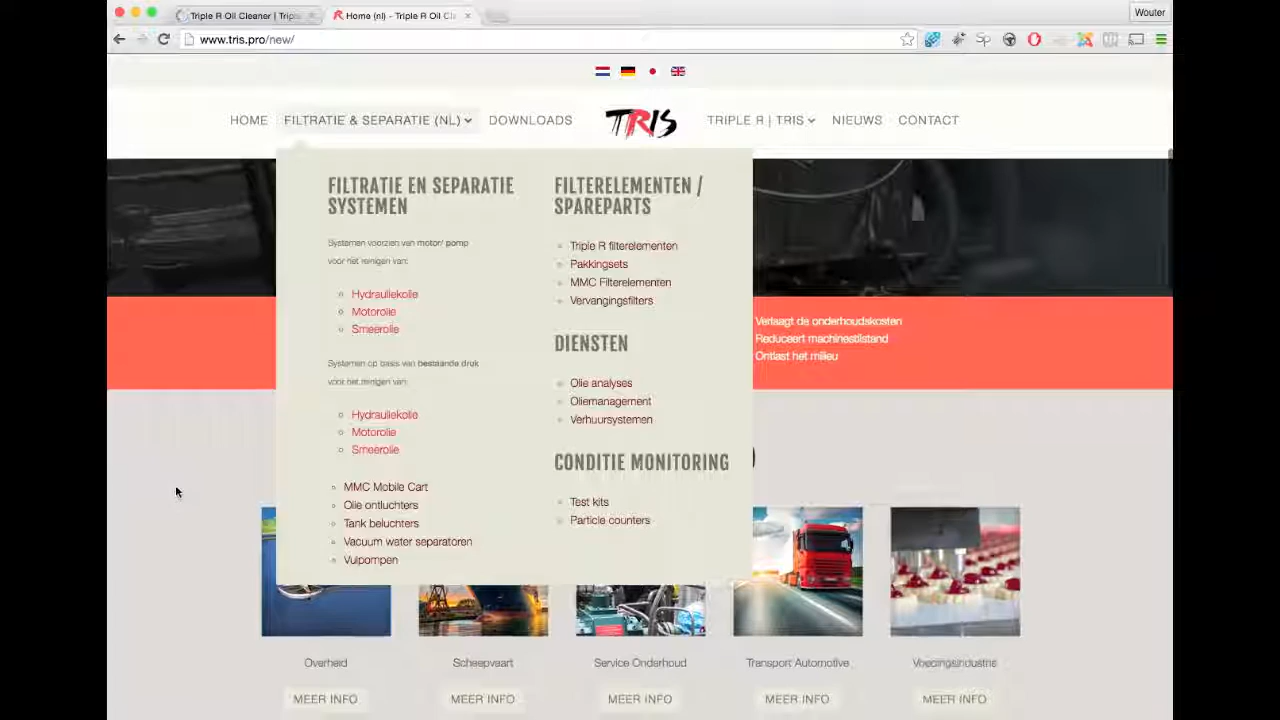 Triple R Oil Cleaner | Triple
Home (nl) - Triple R Oil Cle
Wouter
www.tris.pro/new/
HOME
FILTRATIE & SEPARATIE (NL)
DOWNLOADS
TRIS
TRIPLE R | TRIS
NIEUWS
CONTACT
FILTRATIE EN SEPARATIE
SYSTEMEN
Systemen voorzien van motor/ pomp
voor het reinigen van:
Hydrauliekolie
Motorolie
Smeerolie
Systemen op basis van bestaande druk
voor het reinigen van:
Hydrauliekolie
Motorolie
Smeerolie
MMC Mobile Cart
Olie ontluchters
Tank beluchters
Vacuum water separatoren
Vulpompen
FILTERELEMENTEN /
SPAREPARTS
Triple R filterelementen
Pakkingsets
MMC Filterelementen
Vervangingsfilters
DIENSTEN
Olie analyses
Oliemanagement
Verhuursystemen
CONDITIE MONITORING
Test kits
Particle counters
Verlaagt de onderhoudskosten
Reduceert machinestilstand
Ontlast het milieu
Overheid
Scheepvaart
Service Onderhoud
Transport Automotive
Voedingsindustrie
MEER INFO
MEER INFO
MEER INFO
MEER INFO
MEER INFO